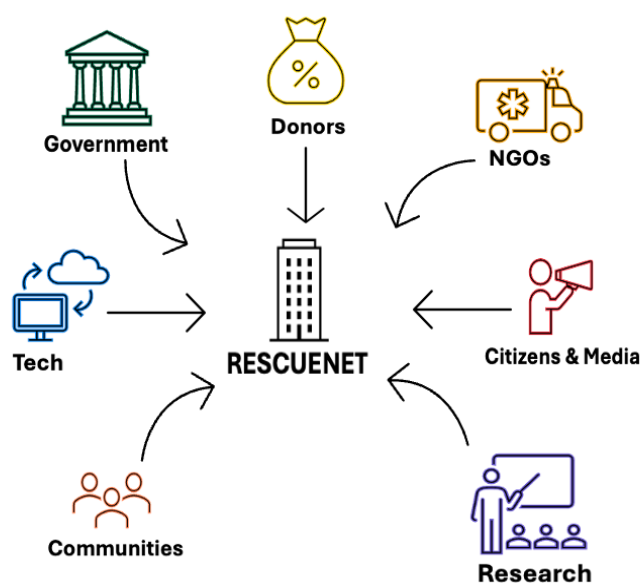 Donors
Government
NGOs
Tech
RESCUENET
Citizens & Media
Communities
Research